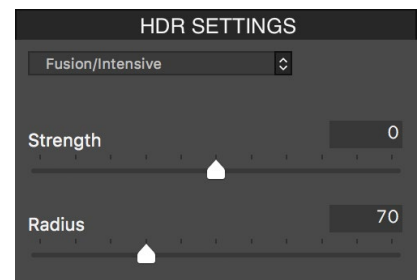 HDR SETTINGS
Fusion/Intensive
Strength 0
Radius 70